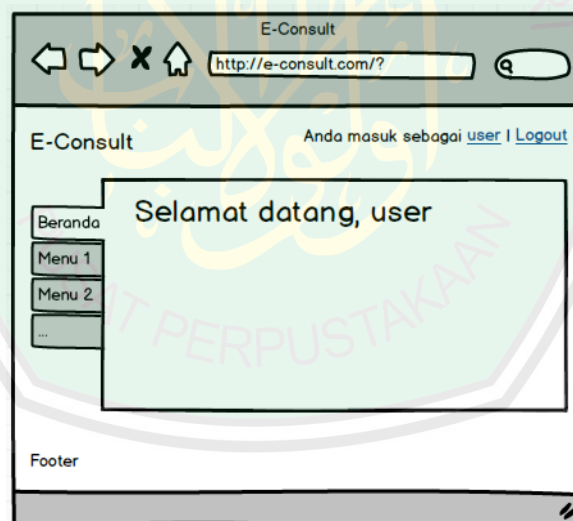 E-Consult
http://e-consult.com/?
E-Consult
Anda masuk sebagai user | Logout
Beranda
Selamat datang, user
Menu 1
Menu 2
...
PERPUSTAKAAN
Footer